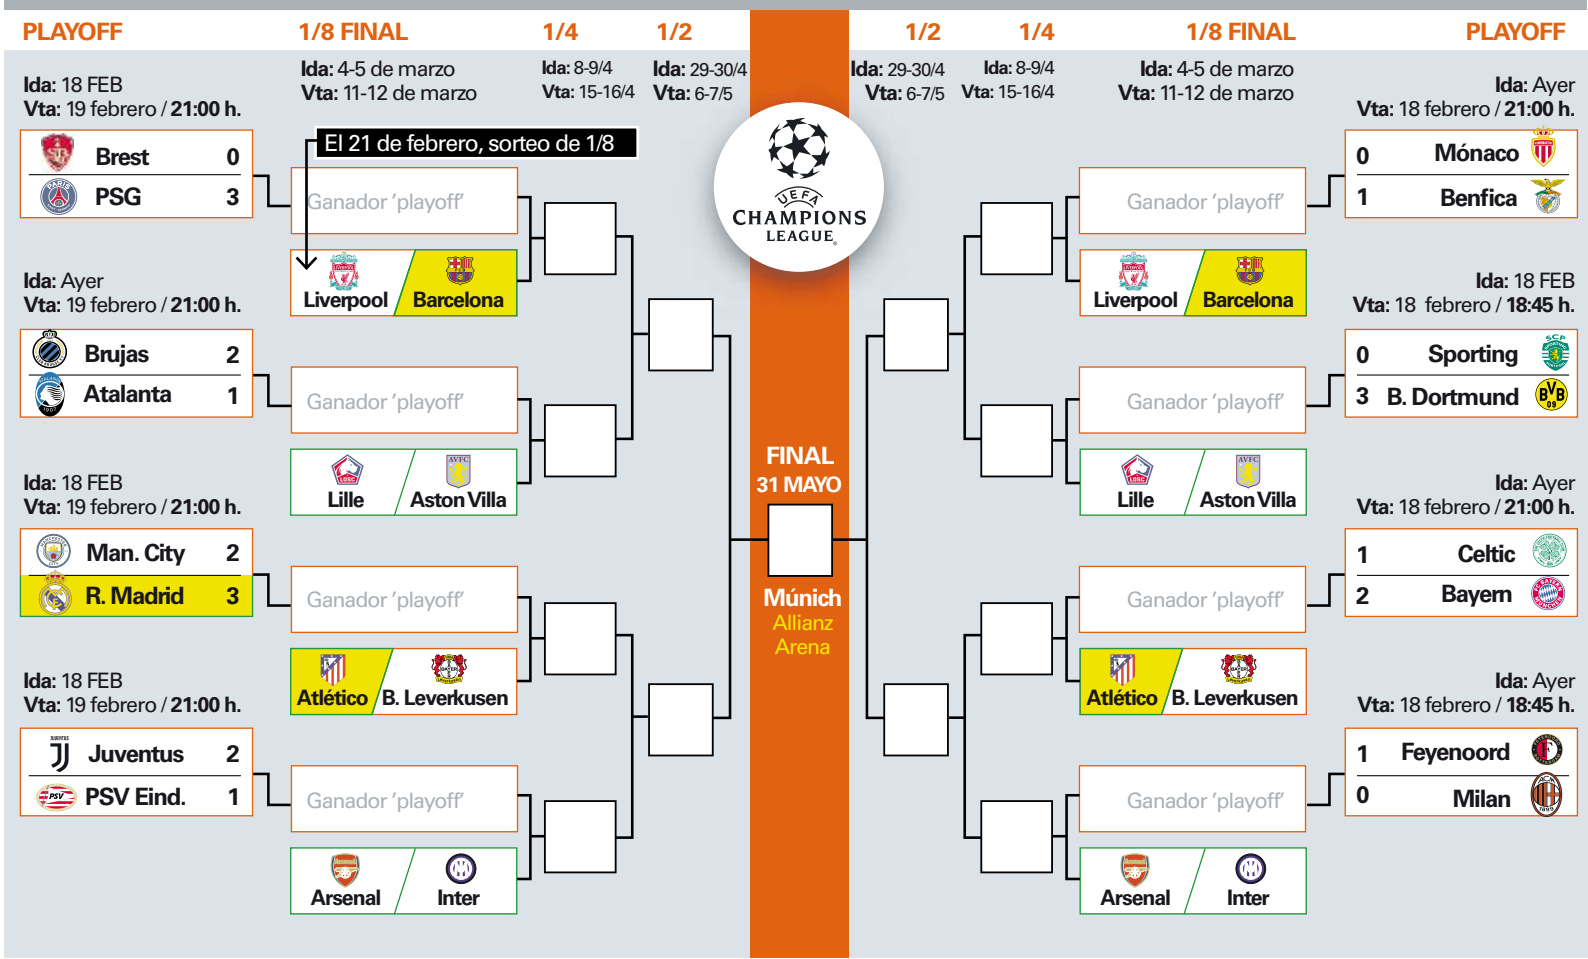 PLAYOFF
1/8 FINAL
1/4
1/2
1/2
1/4
1/8 FINAL
PLAYOFF
Ida: 18 FEB
Vta: 19 febrero / 21:00 h.
Ida: 4-5 de marzo
Vta: 11-12 de marzo
Ida: 8-9/4
Vta: 15-16/4
Ida: 29-30/4
Vta: 6-7/5
Ida: 29-30/4
Vta: 6-7/5
Ida: 8-9/4
Vta: 15-16/4
Ida: 4-5 de marzo
Vta: 11-12 de marzo
Ida: Ayer
Vta: 18 febrero / 21:00 h.
El 21 de febrero, sorteo de 1/8
Brest 0
PSG 3
Ganador 'playoff'
Liverpool
Barcelona
Ida: Ayer
Vta: 19 febrero / 21:00 h.
Brujas 2
Atalanta 1
Ganador 'playoff'
Lille
Aston Villa
Ida: 18 FEB
Vta: 19 febrero / 21:00 h.
Man. City 2
R. Madrid 3
Ganador 'playoff'
Atlético
B. Leverkusen
Ida: 18 FEB
Vta: 19 febrero / 21:00 h.
Juventus 2
PSV Eind. 1
Ganador 'playoff'
Arsenal
Inter
UEFA
CHAMPIONS
LEAGUE
FINAL
31 MAYO
Múnich
Allianz
Arena
0 Mónaco
1 Benfica
Ganador 'playoff'
Liverpool
Barcelona
Ida: 18 FEB
Vta: 18 febrero / 18:45 h.
0 Sporting
3 B. Dortmund
Ganador 'playoff'
Lille
Aston Villa
Ida: Ayer
Vta: 18 febrero / 21:00 h.
1 Celtic
2 Bayern
Ganador 'playoff'
Atlético
B. Leverkusen
Ida: Ayer
Vta: 18 febrero / 18:45 h.
1 Feyenoord
0 Milan
Ganador 'playoff'
Arsenal
Inter